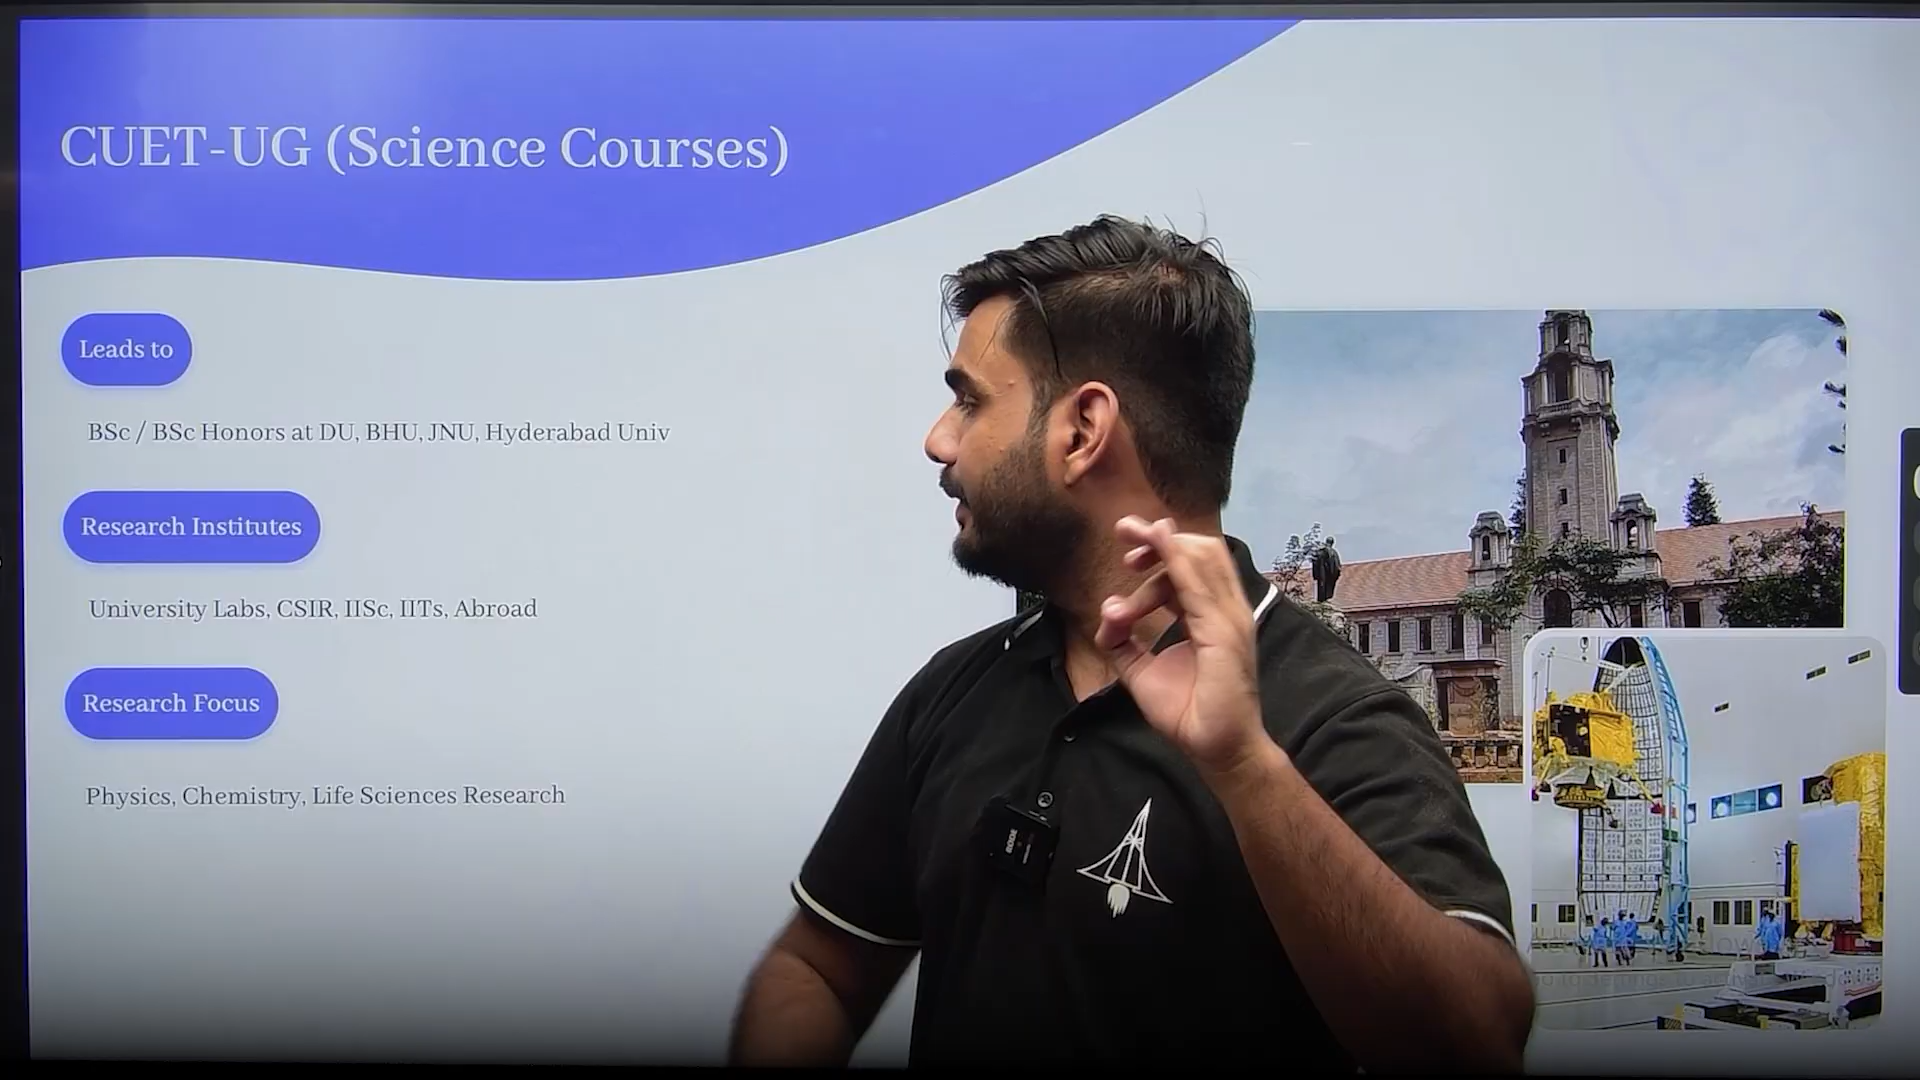 CUET-UG (Science Courses)
Leads to
BSc / BSc Honors at DU, BHU, JNU, Hyderabad Univ
Research Institutes
University Labs, CSIR, IISc, IITs, Abroad
Research Focus
Physics, Chemistry, Life Sciences Research
RODE